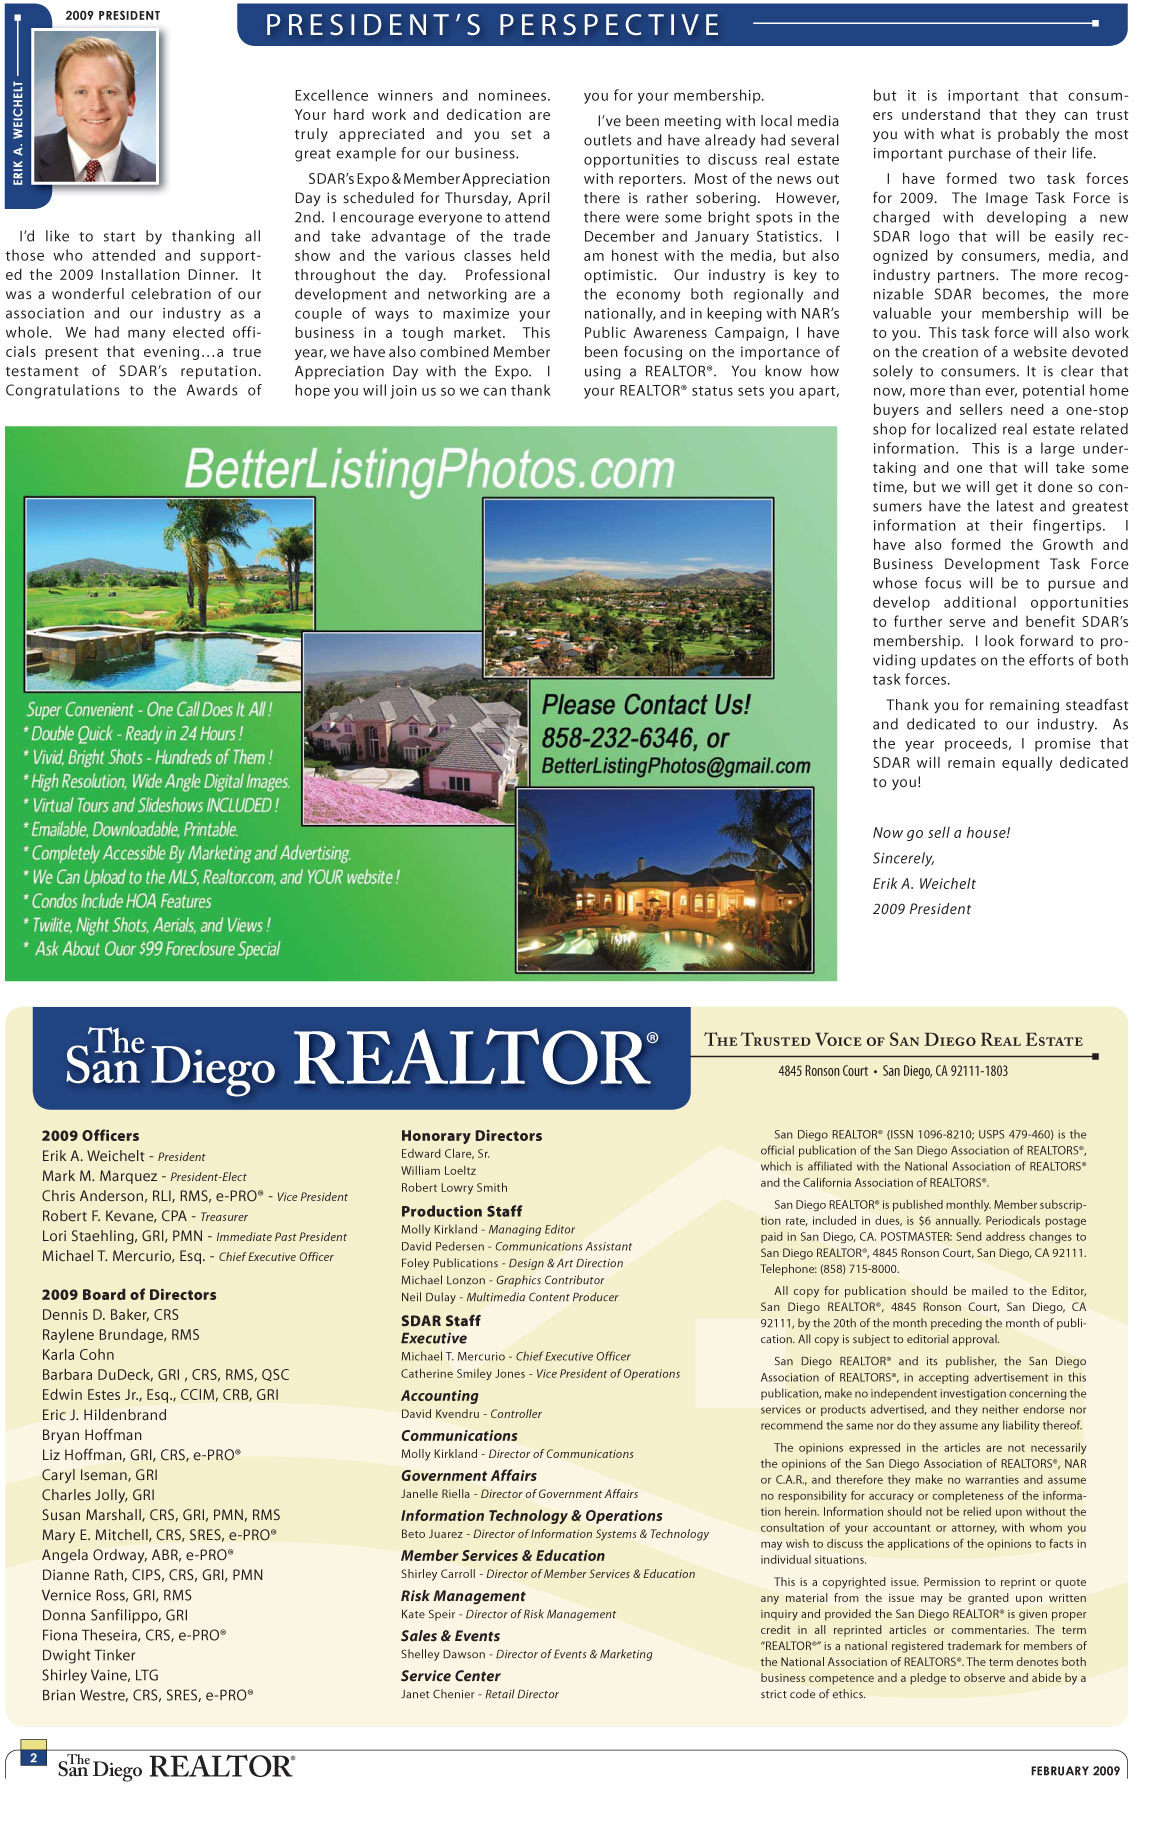 2009 PRESIDENT
ERIK A. WEICHELT
PRESIDENT'S PERSPECTIVE
I'd like to start by thanking all
those who attended and support-
ed the 2009 Installation Dinner. It
was a wonderful celebration of our
association and our industry as a
whole. We had many elected offi-
cials present that evening…a true
testament of SDAR's reputation.
Congratulations to the Awards of
Excellence winners and nominees.
Your hard work and dedication are
truly appreciated and you set a
great example for our business.
SDAR's Expo & Member Appreciation
Day is scheduled for Thursday, April
2nd. I encourage everyone to attend
and take advantage of the trade
show and the various classes held
throughout the day. Professional
development and networking are a
couple of ways to maximize your
business in a tough market. This
year, we have also combined Member
Appreciation Day with the Expo. I
hope you will join us so we can thank
you for your membership.
I've been meeting with local media
outlets and have already had several
opportunities to discuss real estate
with reporters. Most of the news out
there is rather sobering. However,
there were some bright spots in the
December and January Statistics. I
am honest with the media, but also
optimistic. Our industry is key to
the economy both regionally and
nationally, and in keeping with NAR's
Public Awareness Campaign, I have
been focusing on the importance of
using a REALTOR®. You know how
your REALTOR® status sets you apart,
but it is important that consum-
ers understand that they can trust
you with what is probably the most
important purchase of their life.
I have formed two task forces
for 2009. The Image Task Force is
charged with developing a new
SDAR logo that will be easily rec-
ognized by consumers, media, and
industry partners. The more recog-
nizable SDAR becomes, the more
valuable your membership will be
to you. This task force will also work
on the creation of a website devoted
solely to consumers. It is clear that
now, more than ever, potential home
buyers and sellers need a one-stop
shop for localized real estate related
information. This is a large under-
taking and one that will take some
time, but we will get it done so con-
sumers have the latest and greatest
information at their fingertips. I
have also formed the Growth and
Business Development Task Force
whose focus will be to pursue and
develop additional opportunities
to further serve and benefit SDAR's
membership. I look forward to pro-
viding updates on the efforts of both
task forces.
Thank you for remaining steadfast
and dedicated to our industry. As
the year proceeds, I promise that
SDAR will remain equally dedicated
to you!
Now go sell a house!
Sincerely,
Erik A. Weichelt
2009 President
BetterListingPhotos.com
Super Convenient - One Call Does It All !
* Double Quick - Ready in 24 Hours !
* Vivid, Bright Shots - Hundreds of Them !
* High Resolution, Wide Angle Digital Images.
* Virtual Tours and Slideshows INCLUDED !
* Emailable, Downloadable, Printable.
* Completely Accessible By Marketing and Advertising.
* We Can Upload to the MLS, Realtor.com, and YOUR website !
* Condos Include HOA Features
* Twilite, Night Shots, Aerials, and Views !
* Ask About Ouor $99 Foreclosure Special
Please Contact Us!
858-232-6346, or
BetterListingPhotos@gmail.com
The San Diego REALTOR®
THE TRUSTED VOICE OF SAN DIEGO REAL ESTATE
4845 Ronson Court • San Diego, CA 92111-1803
2009 Officers
Erik A. Weichelt - President
Mark M. Marquez - President-Elect
Chris Anderson, RLI, RMS, e-PRO® - Vice President
Robert F. Kevane, CPA - Treasurer
Lori Staehling, GRI, PMN - Immediate Past President
Michael T. Mercurio, Esq. - Chief Executive Officer
2009 Board of Directors
Dennis D. Baker, CRS
Raylene Brundage, RMS
Karla Cohn
Barbara DuDeck, GRI , CRS, RMS, QSC
Edwin Estes Jr., Esq., CCIM, CRB, GRI
Eric J. Hildenbrand
Bryan Hoffman
Liz Hoffman, GRI, CRS, e-PRO®
Caryl Iseman, GRI
Charles Jolly, GRI
Susan Marshall, CRS, GRI, PMN, RMS
Mary E. Mitchell, CRS, SRES, e-PRO®
Angela Ordway, ABR, e-PRO®
Dianne Rath, CIPS, CRS, GRI, PMN
Vernice Ross, GRI, RMS
Donna Sanfilippo, GRI
Fiona Theseira, CRS, e-PRO®
Dwight Tinker
Shirley Vaine, LTG
Brian Westre, CRS, SRES, e-PRO®
Honorary Directors
Edward Clare, Sr.
William Loeltz
Robert Lowry Smith
Production Staff
Molly Kirkland - Managing Editor
David Pedersen - Communications Assistant
Foley Publications - Design & Art Direction
Michael Lonzon - Graphics Contributor
Neil Dulay - Multimedia Content Producer
SDAR Staff
Executive
Michael T. Mercurio - Chief Executive Officer
Catherine Smiley Jones - Vice President of Operations
Accounting
David Kvendru - Controller
Communications
Molly Kirkland - Director of Communications
Government Affairs
Janelle Riella - Director of Government Affairs
Information Technology & Operations
Beto Juarez - Director of Information Systems & Technology
Member Services & Education
Shirley Carroll - Director of Member Services & Education
Risk Management
Kate Speir - Director of Risk Management
Sales & Events
Shelley Dawson - Director of Events & Marketing
Service Center
Janet Chenier - Retail Director
San Diego REALTOR® (ISSN 1096-8210; USPS 479-460) is the
official publication of the San Diego Association of REALTORS®,
which is affiliated with the National Association of REALTORS®
and the California Association of REALTORS®.
San Diego REALTOR® is published monthly. Member subscrip-
tion rate, included in dues, is $6 annually. Periodicals postage
paid in San Diego, CA. POSTMASTER: Send address changes to
San Diego REALTOR®, 4845 Ronson Court, San Diego, CA 92111.
Telephone: (858) 715-8000.
All copy for publication should be mailed to the Editor,
San Diego REALTOR®, 4845 Ronson Court, San Diego, CA
92111, by the 20th of the month preceding the month of publi-
cation. All copy is subject to editorial approval.
San Diego REALTOR® and its publisher, the San Diego
Association of REALTORS®, in accepting advertisement in this
publication, make no independent investigation concerning the
services or products advertised, and they neither endorse nor
recommend the same nor do they assume any liability thereof.
The opinions expressed in the articles are not necessarily
the opinions of the San Diego Association of REALTORS®, NAR
or C.A.R., and therefore they make no warranties and assume
no responsibility for accuracy or completeness of the informa-
tion herein. Information should not be relied upon without the
consultation of your accountant or attorney, with whom you
may wish to discuss the applications of the opinions to facts in
individual situations.
This is a copyrighted issue. Permission to reprint or quote
any material from the issue may be granted upon written
inquiry and provided the San Diego REALTOR® is given proper
credit in all reprinted articles or commentaries. The term
"REALTOR®" is a national registered trademark for members of
the National Association of REALTORS®. The term denotes both
business competence and a pledge to observe and abide by a
strict code of ethics.
2
The San Diego REALTOR®
FEBRUARY 2009